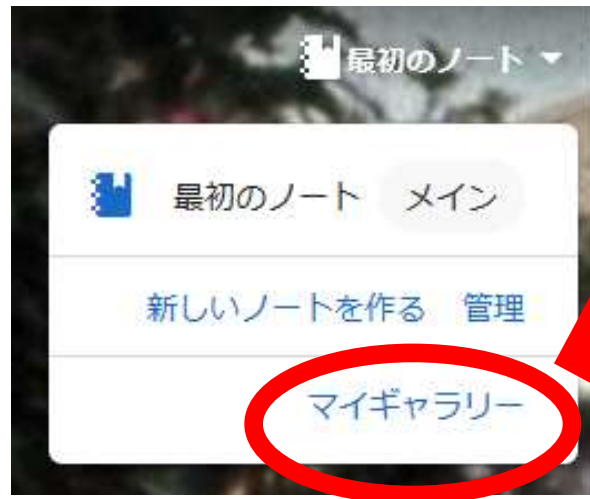 最初のノート
最初のノート メイン
新しいノートを作る 管理
マイギャラリー